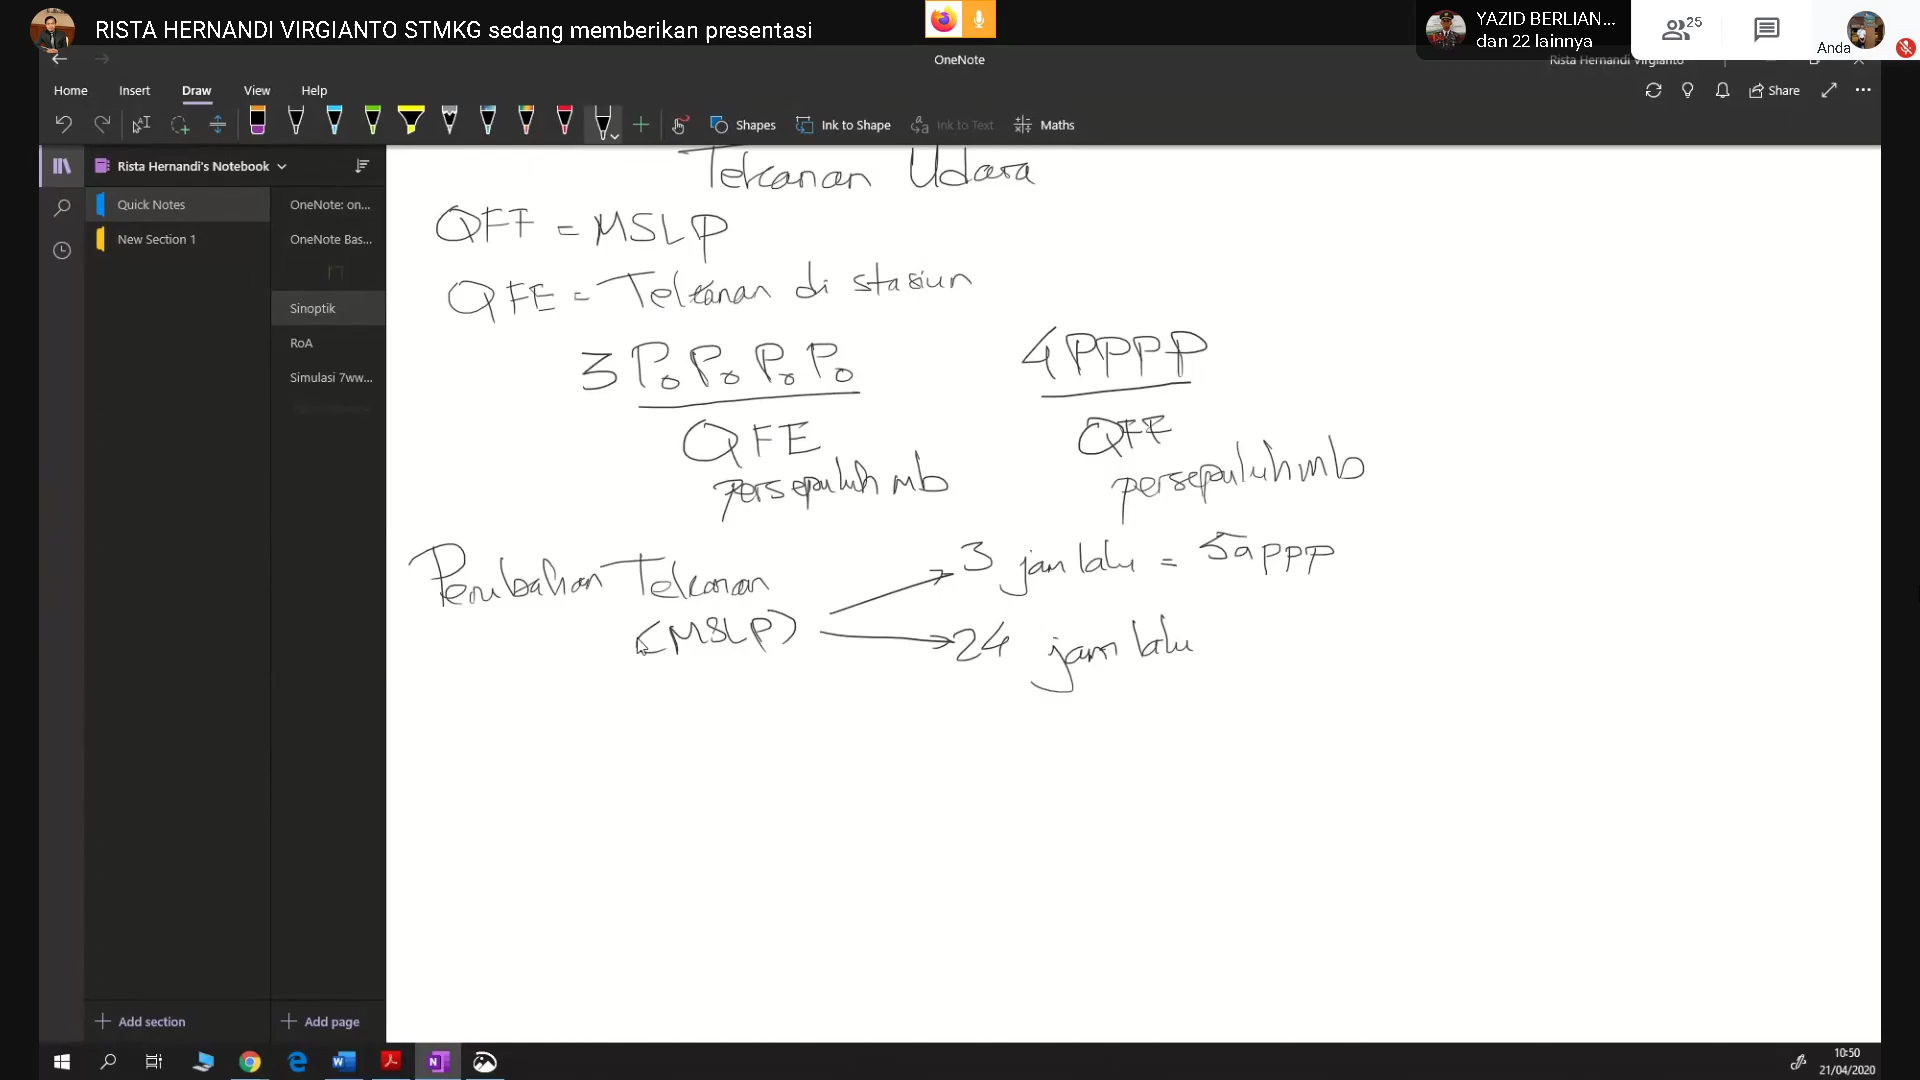 RISTA HERNANDI VIRGIANTO STMKG sedang memberikan presentasi
YAZID BERLIAN...
dan 22 lainnya
25
Anda
OneNote
Rista Hernandi Virgianto
Home Insert Draw View Help
Share
Shapes Ink to Shape Ink to Text Maths
Rista Hernandi's Notebook
Quick Notes
New Section 1
OneNote: on...
OneNote Bas...
Sinoptik
RoA
Simulasi 7ww...
Tekanan Udara
QFF = MSLP
QFE = Tekanan di stasiun
3 PoPoPoPo 4PPPP
QFE QFF
persepuluh mb persepuluh mb
Perubahan Tekanan 3 jam lalu = 5appp
(MSLP) 24 jam lalu
Add section Add page
10:50
21/04/2020